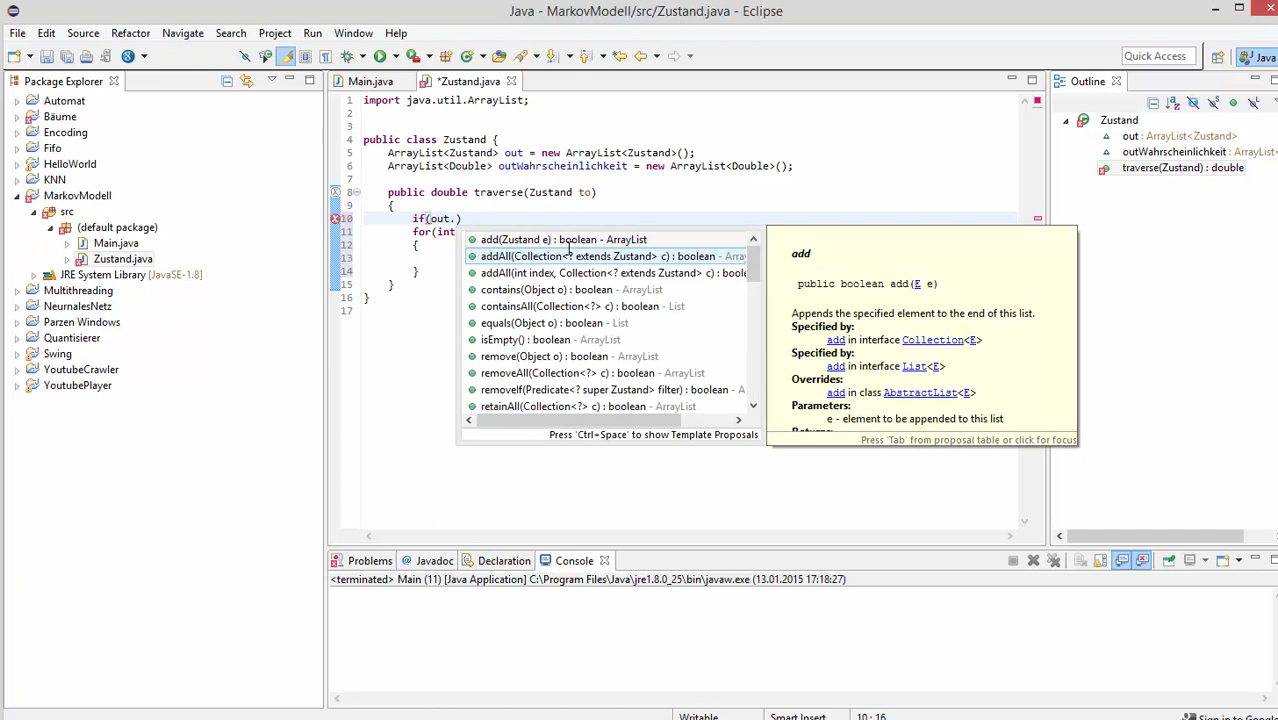 Java - MarkovModell/src/Zustand.java - Eclipse
File Edit Source Refactor Navigate Search Project Run Window Help
Quick Access
Java
Package Explorer
Automat
Bäume
Encoding
Fifo
HelloWorld
KNN
MarkovModell
src
(default package)
Main.java
Zustand.java
JRE System Library [JavaSE-1.8]
Multithreading
NeurnalesNetz
Parzen Windows
Quantisierer
Swing
YoutubeCrawler
YoutubePlayer
Main.java
*Zustand.java
1 import java.util.ArrayList;
2
3
4 public class Zustand {
5 ArrayList<Zustand> out = new ArrayList<Zustand>();
6 ArrayList<Double> outWahrscheinlichkeit = new ArrayList<Double>();
7
8 public double traverse(Zustand to)
9 {
10 if(out.)
11 for(int
12 {
13
14 }
15 }
16 }
17
add(Zustand e) : boolean - ArrayList
addAll(Collection<? extends Zustand> c) : boolean - Array
addAll(int index, Collection<? extends Zustand> c) : boole
contains(Object o) : boolean - ArrayList
containsAll(Collection<?> c) : boolean - List
equals(Object o) : boolean - List
isEmpty() : boolean - ArrayList
remove(Object o) : boolean - ArrayList
removeAll(Collection<?> c) : boolean - ArrayList
removeIf(Predicate<? super Zustand> filter) : boolean - A
retainAll(Collection<?> c) : boolean - ArrayList
Press 'Ctrl+Space' to show Template Proposals
add
public boolean add(E e)
Appends the specified element to the end of this list.
Specified by:
add in interface Collection<E>
Specified by:
add in interface List<E>
Overrides:
add in class AbstractList<E>
Parameters:
e - element to be appended to this list
Press 'Tab' from proposal table or click for focus
Outline
Zustand
out : ArrayList<Zustand>
outWahrscheinlichkeit : ArrayList
traverse(Zustand) : double
Problems
Javadoc
Declaration
Console
<terminated> Main (11) [Java Application] C:\Program Files\Java\jre1.8.0_25\bin\javaw.exe (13.01.2015 17:18:27)
Writable
Smart Insert
10 : 16
Sign in to Google